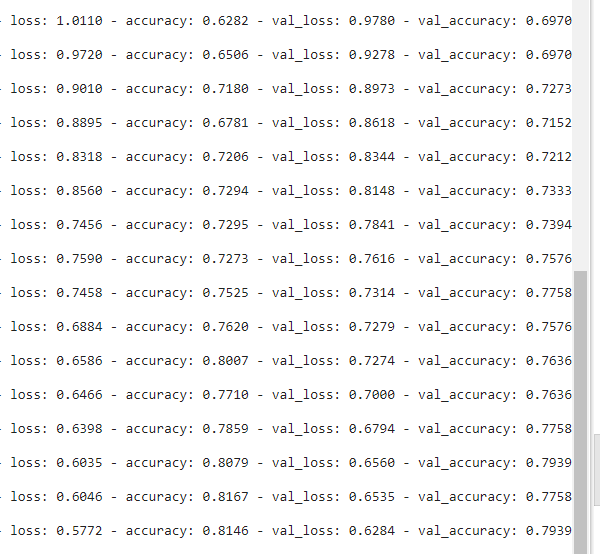 - loss: 1.0110 - accuracy: 0.6282 - val_loss: 0.9780 - val_accuracy: 0.6970
- loss: 0.9720 - accuracy: 0.6506 - val_loss: 0.9278 - val_accuracy: 0.6970
- loss: 0.9010 - accuracy: 0.7180 - val_loss: 0.8973 - val_accuracy: 0.7273
- loss: 0.8895 - accuracy: 0.6781 - val_loss: 0.8618 - val_accuracy: 0.7152
- loss: 0.8318 - accuracy: 0.7206 - val_loss: 0.8344 - val_accuracy: 0.7212
- loss: 0.8560 - accuracy: 0.7294 - val_loss: 0.8148 - val_accuracy: 0.7333
- loss: 0.7456 - accuracy: 0.7295 - val_loss: 0.7841 - val_accuracy: 0.7394
- loss: 0.7590 - accuracy: 0.7273 - val_loss: 0.7616 - val_accuracy: 0.7576
- loss: 0.7458 - accuracy: 0.7525 - val_loss: 0.7314 - val_accuracy: 0.7758
- loss: 0.6884 - accuracy: 0.7620 - val_loss: 0.7279 - val_accuracy: 0.7576
- loss: 0.6586 - accuracy: 0.8007 - val_loss: 0.7274 - val_accuracy: 0.7636
- loss: 0.6466 - accuracy: 0.7710 - val_loss: 0.7000 - val_accuracy: 0.7636
- loss: 0.6398 - accuracy: 0.7859 - val_loss: 0.6794 - val_accuracy: 0.7758
- loss: 0.6035 - accuracy: 0.8079 - val_loss: 0.6560 - val_accuracy: 0.7939
- loss: 0.6046 - accuracy: 0.8167 - val_loss: 0.6535 - val_accuracy: 0.7758
- loss: 0.5772 - accuracy: 0.8146 - val_loss: 0.6284 - val_accuracy: 0.7939